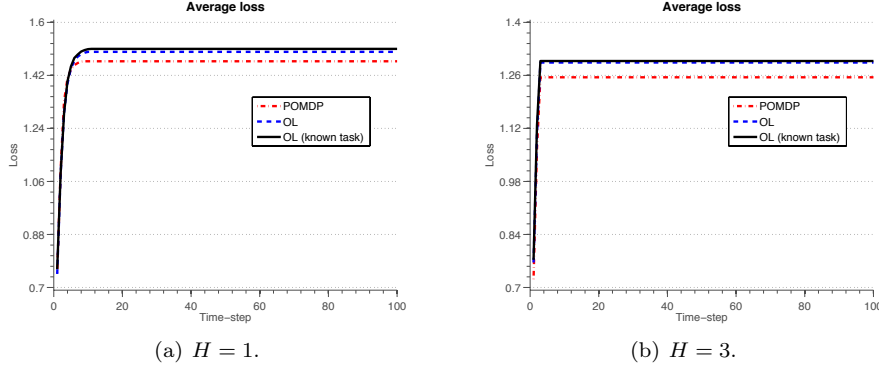 Average loss
1.6
1.42
1.24
1.06
0.88
0.7
Loss
POMDP
OL
OL (known task)
0 20 40 60 80 100
Time−step
(a) H = 1.
Average loss
1.4
1.26
1.12
0.98
0.84
0.7
Loss
POMDP
OL
OL (known task)
0 20 40 60 80 100
Time−step
(b) H = 3.